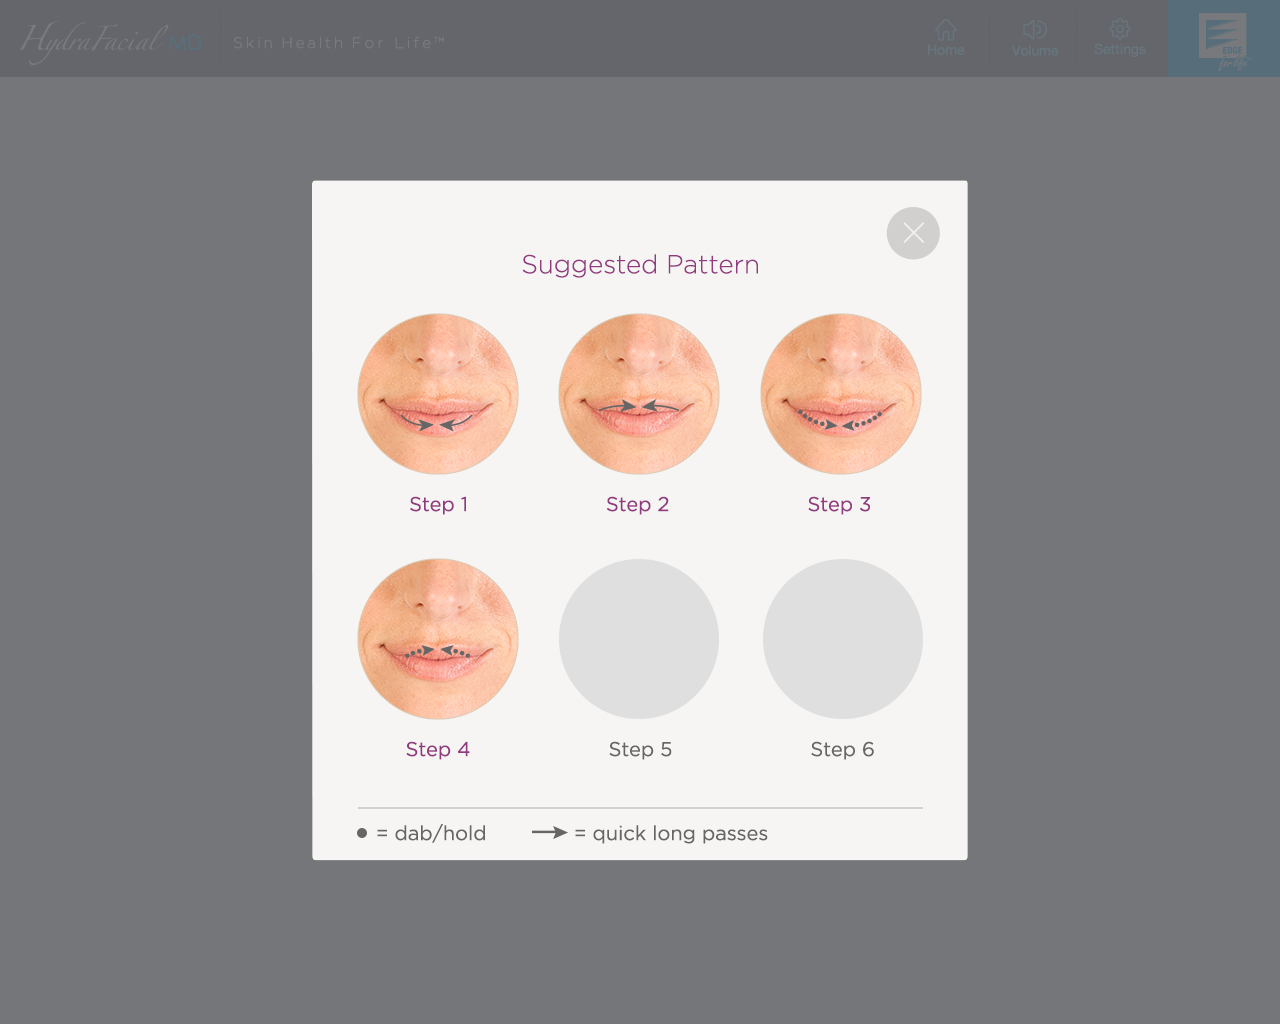 HydraFacial MD
Skin Health For Life™
Home
Volume
Settings
EDGE
for life
Suggested Pattern
Step 1
Step 2
Step 3
Step 4
Step 5
Step 6
= dab/hold
= quick long passes